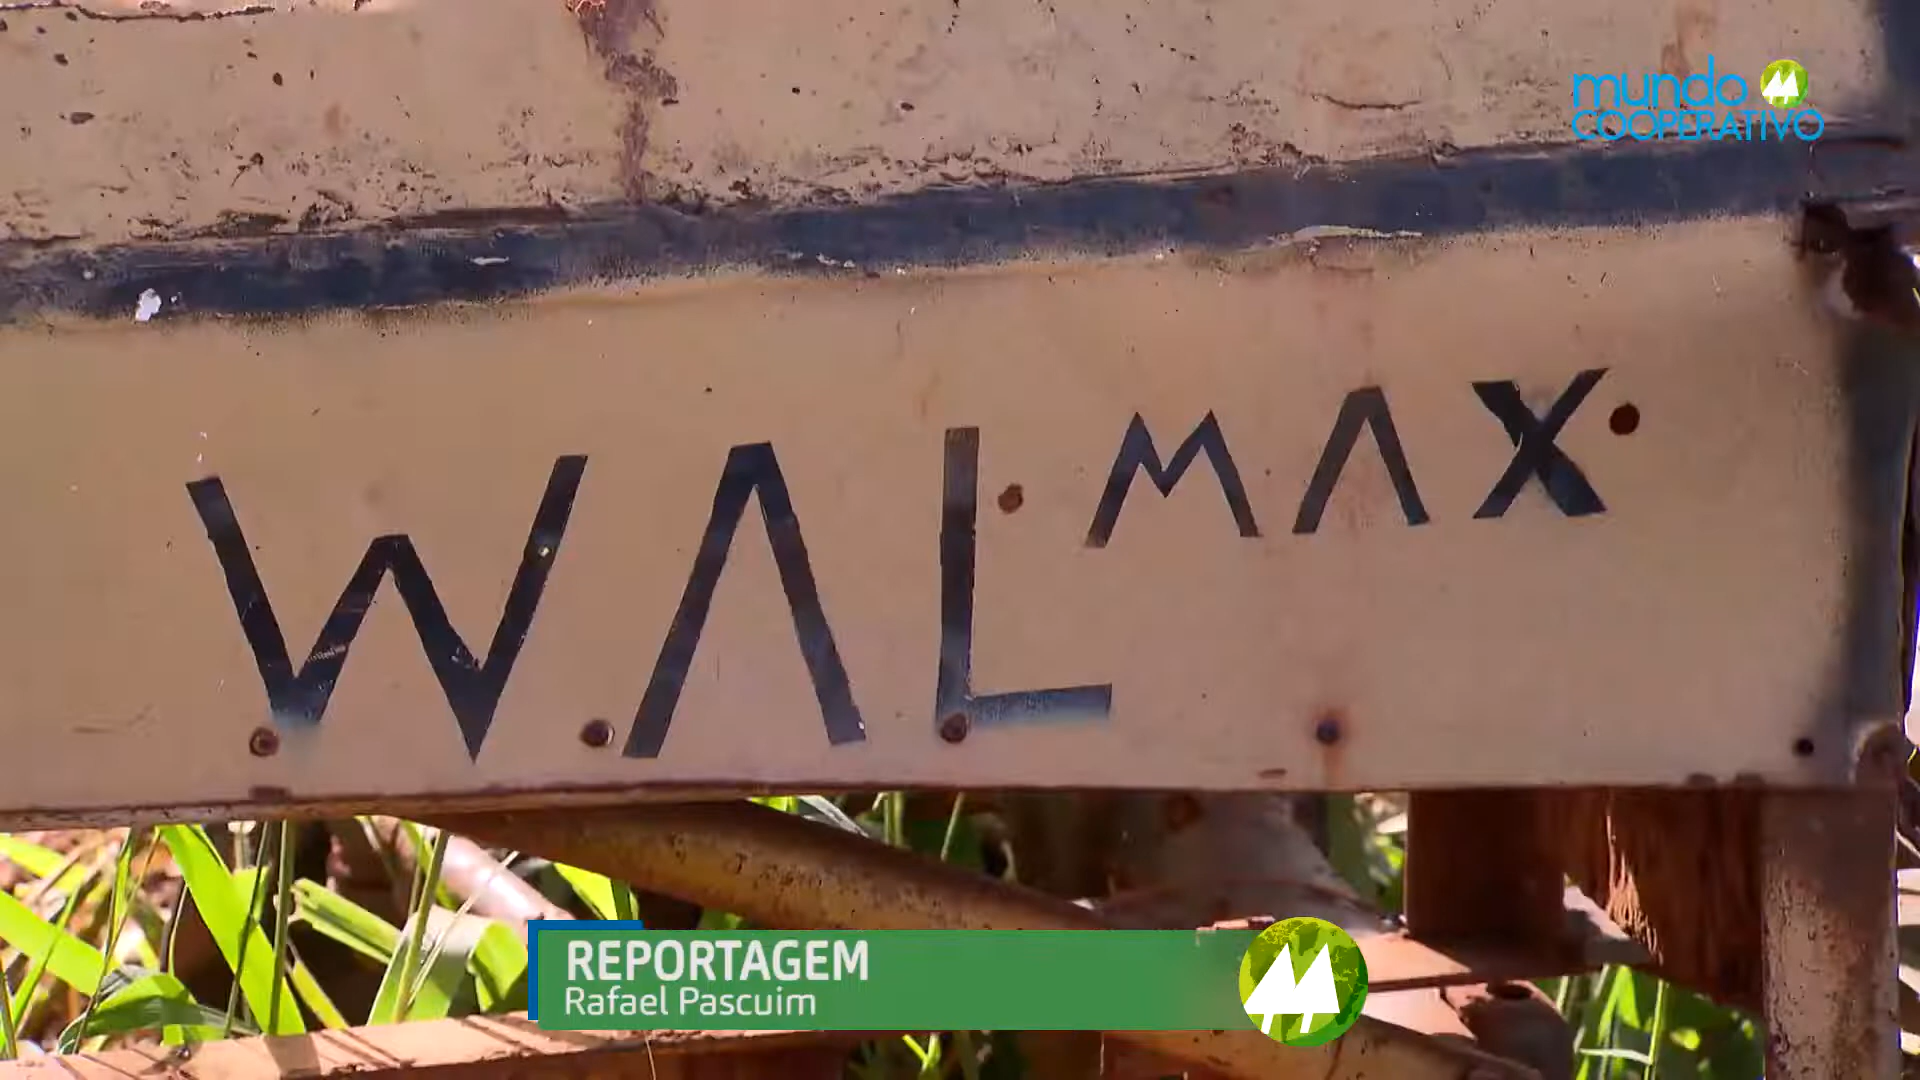 mundo
COOPERATIVO
WALMAX
REPORTAGEM
Rafael Pascuim